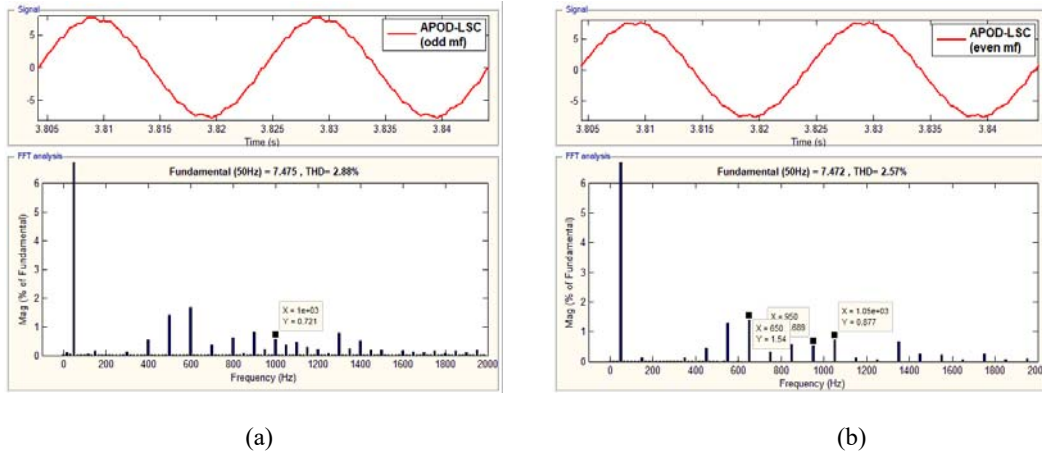 Signal
APOD-LSC
(odd mf)
5
0
-5
3.805 3.81 3.815 3.82 3.825 3.83 3.835 3.84
Time (s)
FFT analysis
Fundamental (50Hz) = 7.475 , THD= 2.88%
Mag (% of Fundamental)
6
5
4
3
2
1
0
X = 1e+03
Y = 0.721
0 200 400 600 800 1000 1200 1400 1600 1800 2000
Frequency (Hz)
(a)
Signal
APOD-LSC
(even mf)
5
0
-5
3.805 3.81 3.815 3.82 3.825 3.83 3.835 3.84
Time (s)
FFT analysis
Fundamental (50Hz) = 7.472 , THD= 2.57%
Mag (% of Fundamental)
6
5
4
3
2
1
0
X = 950
X = 650
Y = 1.54
X = 1.05e+03
Y = 0.877
0 200 400 600 800 1000 1200 1400 1600 1800
Frequency (Hz)
(b)